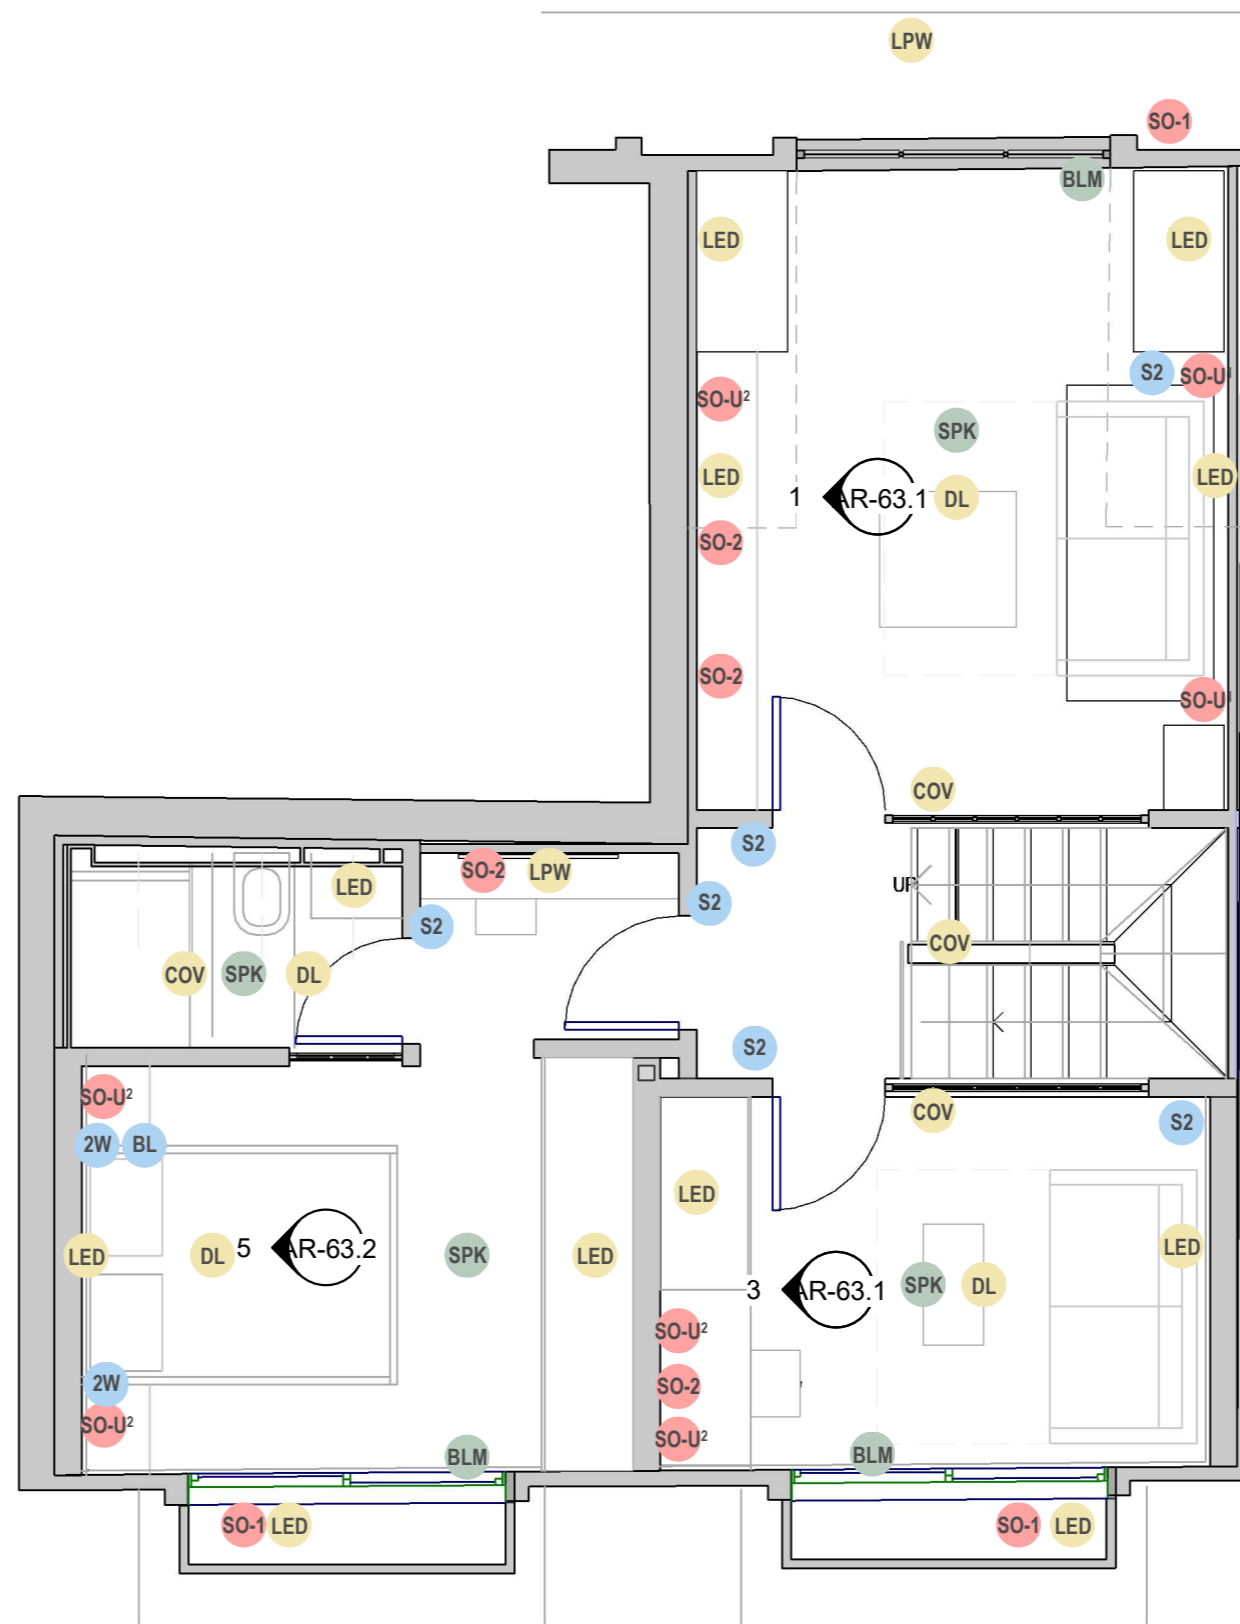 LPW
SO-1
BLM
LED LED
S2 SO-U¹
SO-U²
SPK
LED LED
1 AR-63.1 DL
SO-2
SO-2
SO-U¹
COV
S2
SO-2 LPW
LED UP
S2
S2
COV
COV SPK DL
S2
SO-U²
COV
S2
2W BL
LED
LED DL 5 AR-63.2 SPK LED LED
3 AR-63.1 SPK DL
SO-U²
2W SO-2
SO-U²
SO-U²
BLM BLM
SO-1 LED SO-1 LED